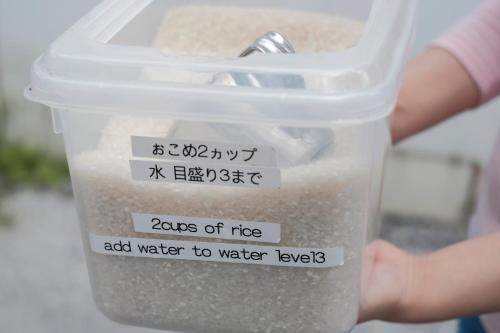 おこめ2カップ
水 目盛り3まで
2cups of rice
add water to water level3